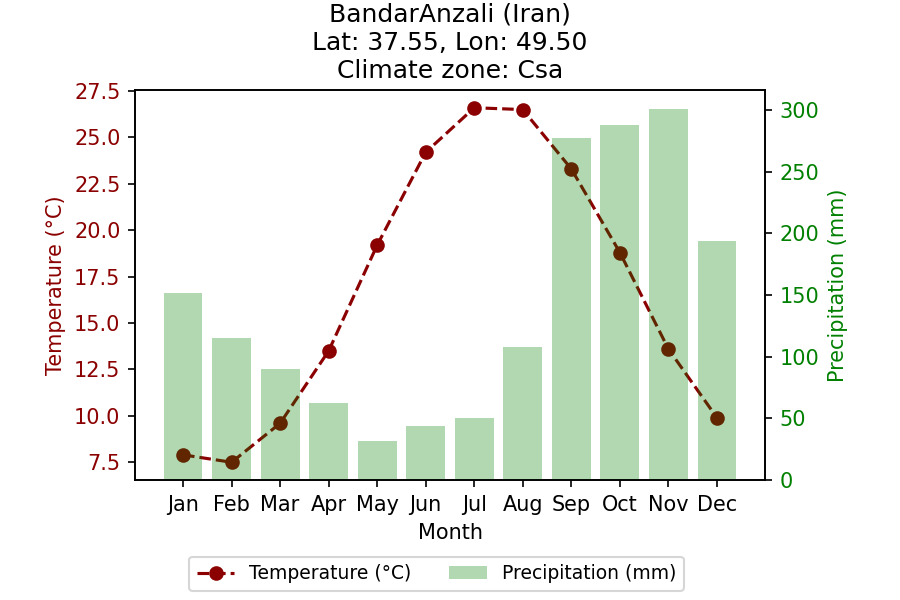 BandarAnzali (Iran)
Lat: 37.55, Lon: 49.50
Climate zone: Csa
27.5
25.0
22.5
20.0
17.5
15.0
12.5
10.0
7.5
Temperature (°C)
300
250
200
150
100
50
0
Precipitation (mm)
Jan Feb Mar Apr May Jun Jul Aug Sep Oct Nov Dec
Month
Temperature (°C) Precipitation (mm)